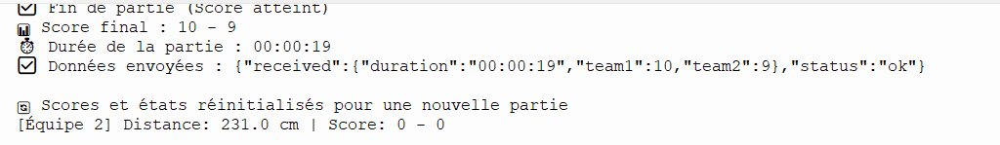 ☑ Fin de partie (Score atteint)
📊 Score final : 10 - 9
⏱ Durée de la partie : 00:00:19
☑ Données envoyées : {"received":{"duration":"00:00:19","team1":10,"team2":9},"status":"ok"}
🔄 Scores et états réinitialisés pour une nouvelle partie
[Équipe 2] Distance: 231.0 cm | Score: 0 - 0